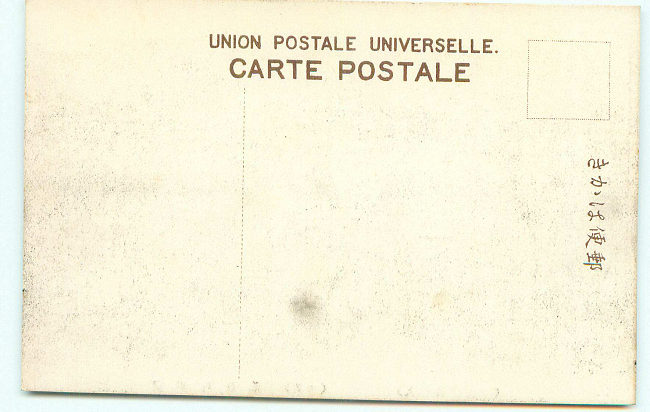 UNION POSTALE UNIVERSELLE.
CARTE POSTALE
きかは便郵